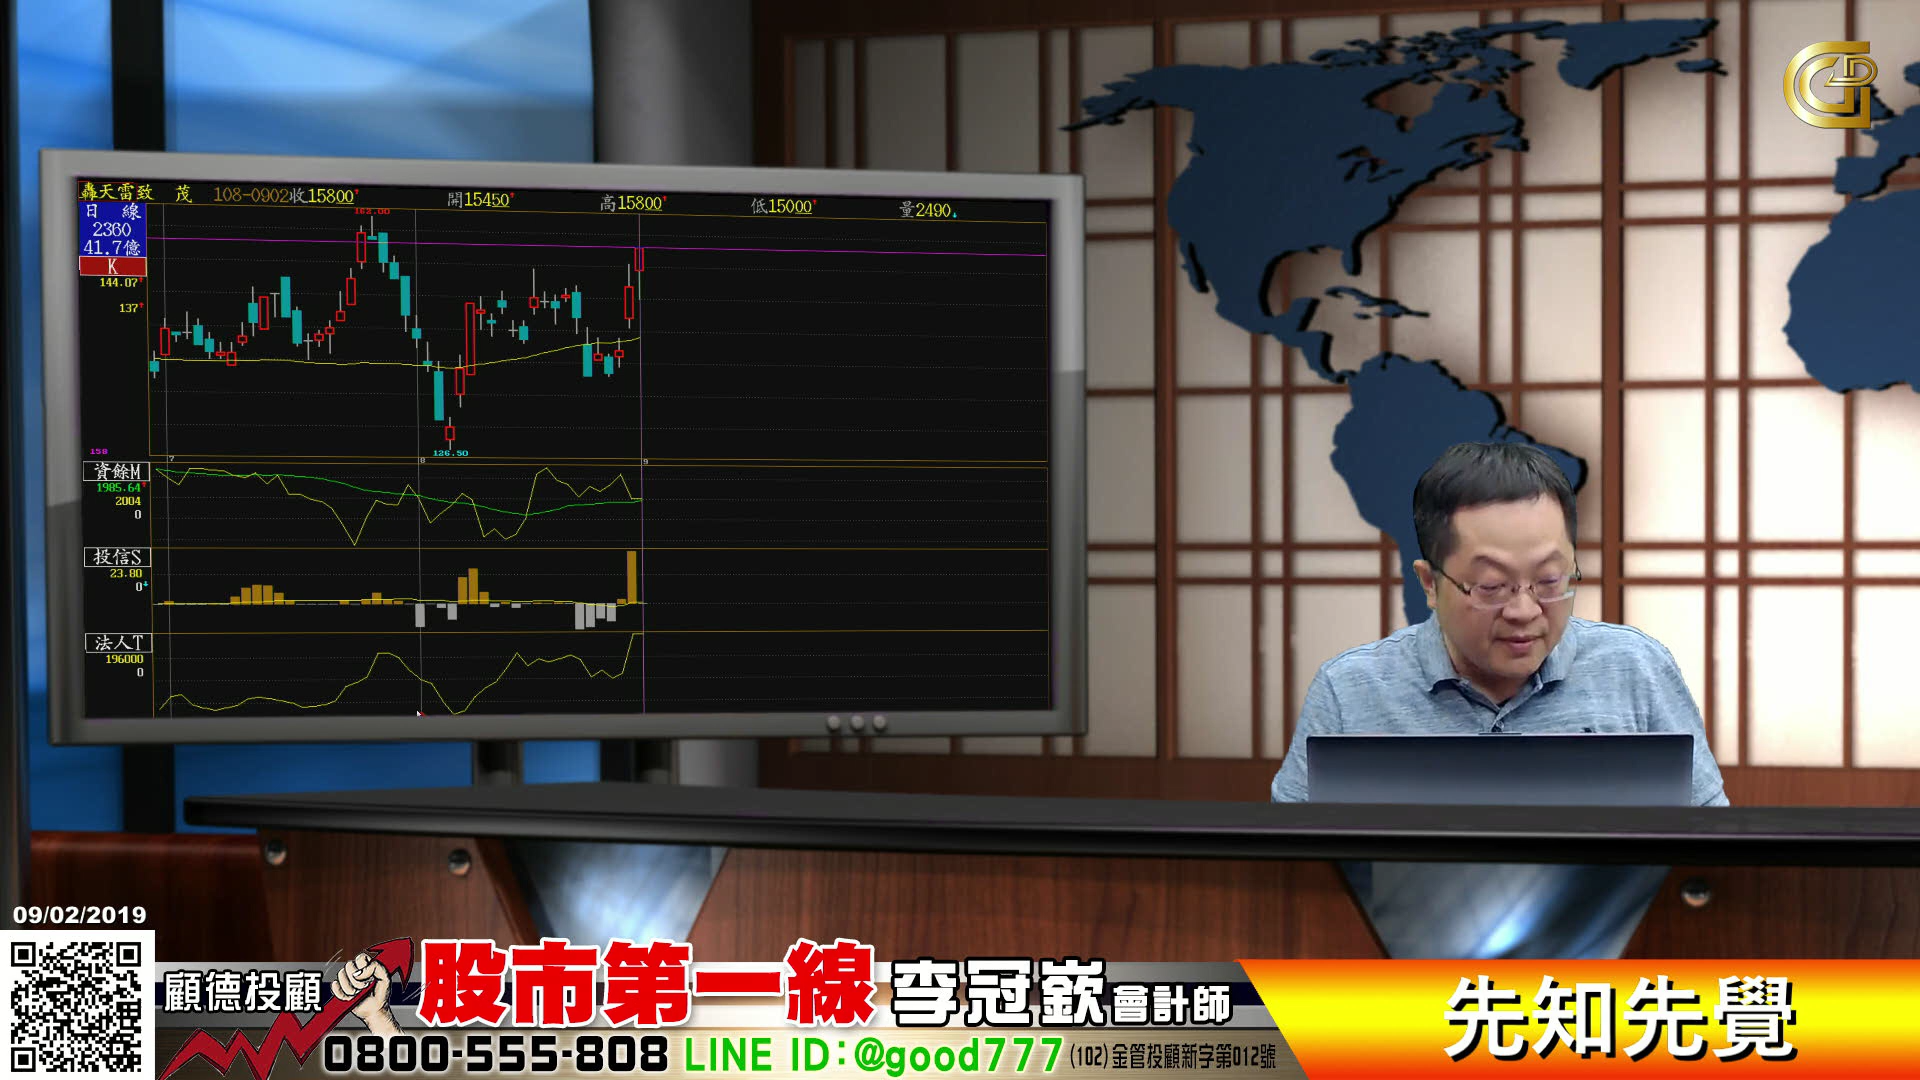 轟天雷致 茂 108-0902收15800 開15450 高15800 低15000 量2490
日 線
2360
41.7億
K
144.07
137
162.00
126.50
158
7 8 9
資餘M
1985.64
2004
0
投信S
23.80
0
法人T
196000
0
09/02/2019
顧德投顧
股市第一線 李冠嶔會計師
0800-555-808 LINE ID:@good777 (102)金管投顧新字第012號
先知先覺